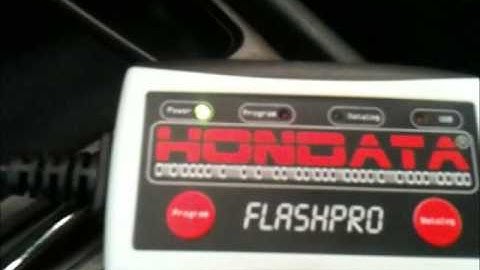 Power Program Datalog USB
HONDATA®
Program FLASHPRO Datalog